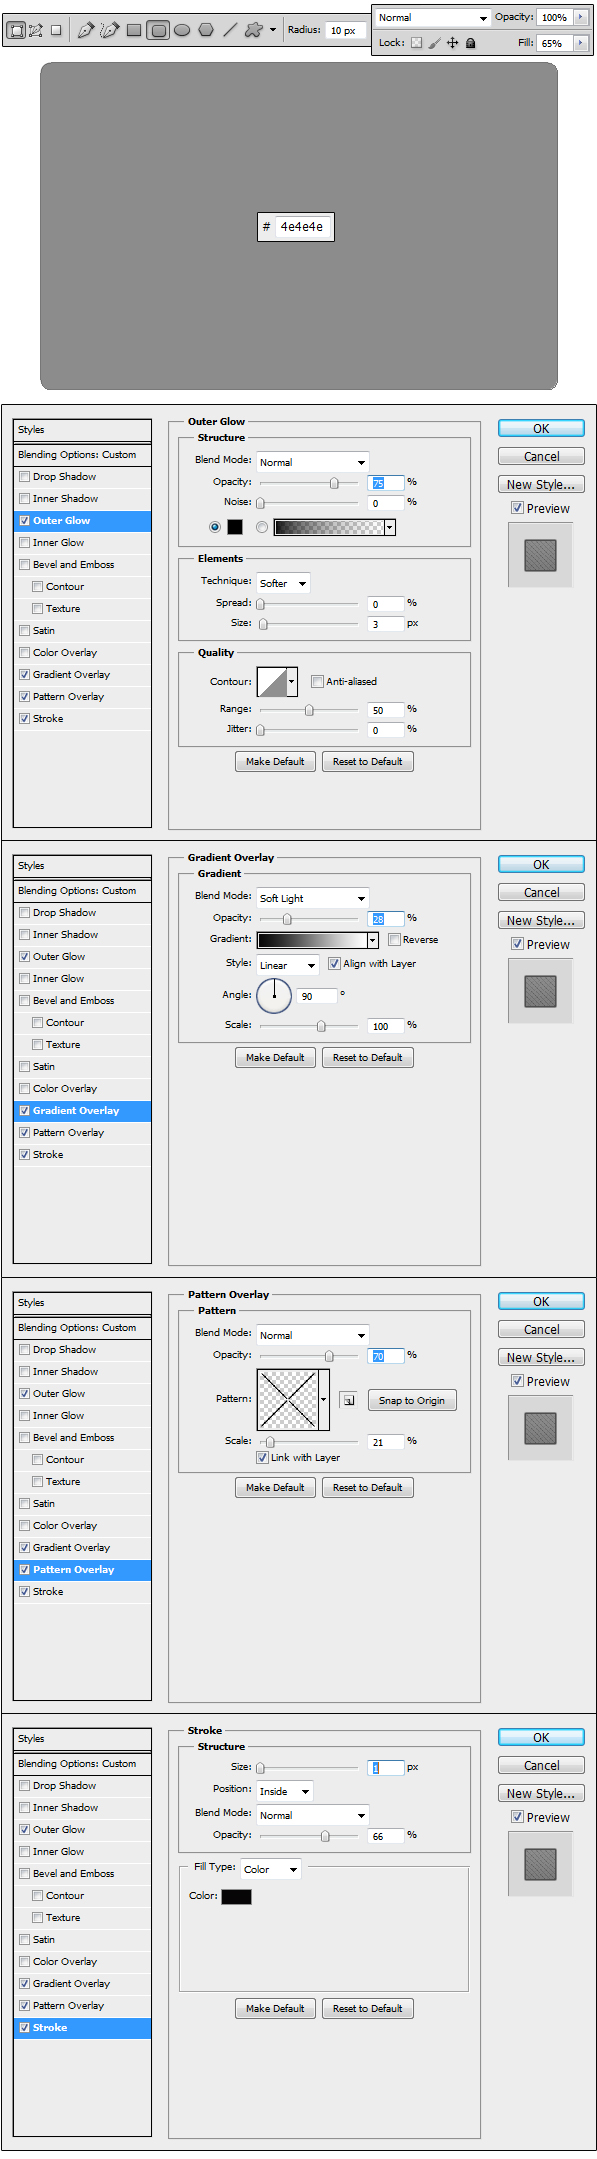 Radius: 10 px
Normal Opacity: 100%
Lock: Fill: 65%
# 4e4e4e
Styles
Blending Options: Custom
Drop Shadow
Inner Shadow
Outer Glow
Inner Glow
Bevel and Emboss
Contour
Texture
Satin
Color Overlay
Gradient Overlay
Pattern Overlay
Stroke
Outer Glow
Structure
Blend Mode: Normal
Opacity: 75 %
Noise: 0 %
Elements
Technique: Softer
Spread: 0 %
Size: 3 px
Quality
Contour: Anti-aliased
Range: 50 %
Jitter: 0 %
Make Default Reset to Default
OK
Cancel
New Style...
Preview
Styles
Blending Options: Custom
Drop Shadow
Inner Shadow
Outer Glow
Inner Glow
Bevel and Emboss
Contour
Texture
Satin
Color Overlay
Gradient Overlay
Pattern Overlay
Stroke
Gradient Overlay
Gradient
Blend Mode: Soft Light
Opacity: 28 %
Gradient: Reverse
Style: Linear Align with Layer
Angle: 90 °
Scale: 100 %
Make Default Reset to Default
OK
Cancel
New Style...
Preview
Styles
Blending Options: Custom
Drop Shadow
Inner Shadow
Outer Glow
Inner Glow
Bevel and Emboss
Contour
Texture
Satin
Color Overlay
Gradient Overlay
Pattern Overlay
Stroke
Pattern Overlay
Pattern
Blend Mode: Normal
Opacity: 70 %
Pattern: Snap to Origin
Scale: 21 %
Link with Layer
Make Default Reset to Default
OK
Cancel
New Style...
Preview
Styles
Blending Options: Custom
Drop Shadow
Inner Shadow
Outer Glow
Inner Glow
Bevel and Emboss
Contour
Texture
Satin
Color Overlay
Gradient Overlay
Pattern Overlay
Stroke
Stroke
Structure
Size: 1 px
Position: Inside
Blend Mode: Normal
Opacity: 66 %
Fill Type: Color
Color:
Make Default Reset to Default
OK
Cancel
New Style...
Preview